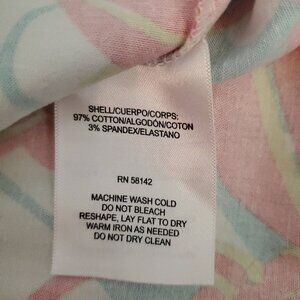 SHELL/CUERPO/CORPS:
97% COTTON/ALGODÓN/COTON
3% SPANDEX/ELASTANO
RN 58142
MACHINE WASH COLD
DO NOT BLEACH
RESHAPE, LAY FLAT TO DRY
WARM IRON AS NEEDED
DO NOT DRY CLEAN